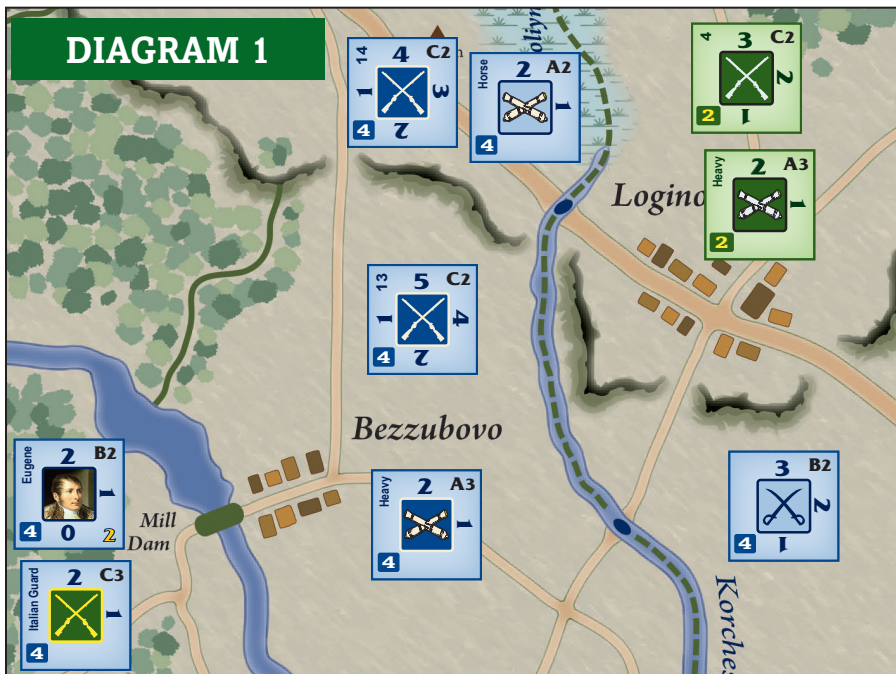 DIAGRAM 1
14 4 C2
1 3
4 2
n
oliyn
Horse 2 A2
1
4
4 3 C2
2
2 1
Logino
Heavy 2 A3
1
2
13 5 C2
1 4
4 2
Bezzubovo
Eugene 2 B2
1
4 0 2
Mill
Dam
Heavy 2 A3
1
4
3 B2
2
4 1
Italian Guard 2 C3
1
4
Korches